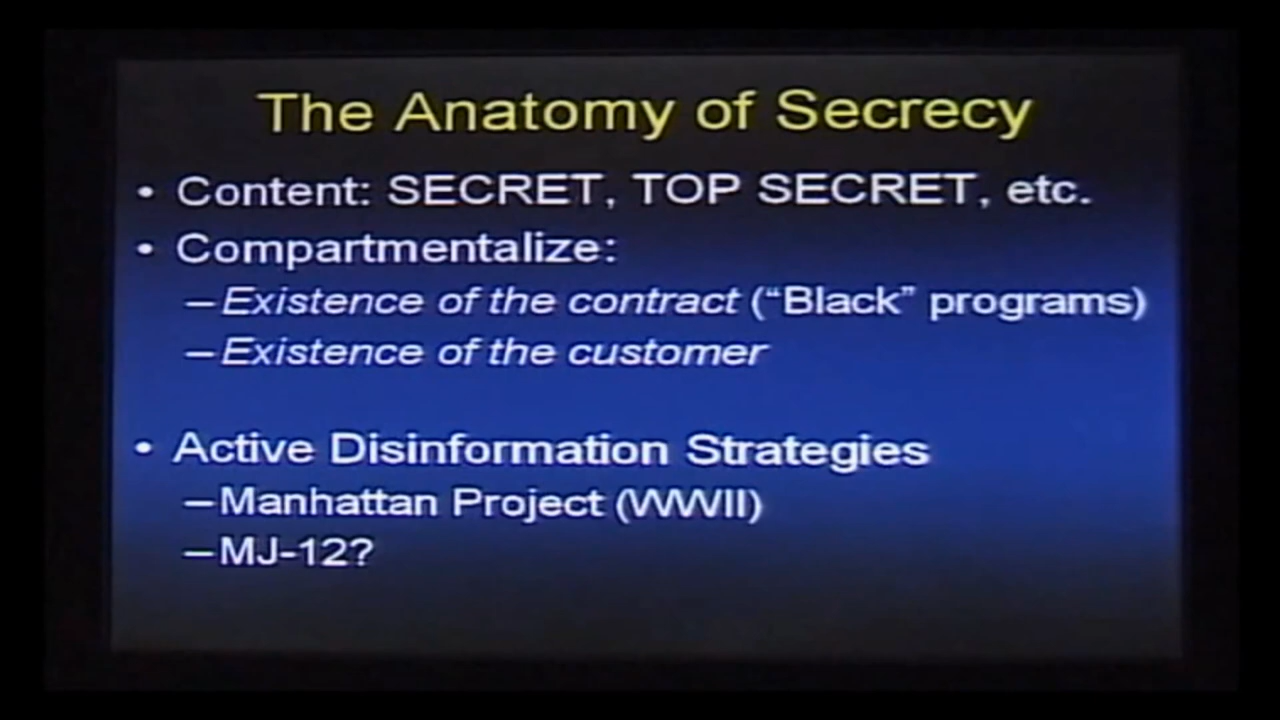 The Anatomy of Secrecy
• Content: SECRET, TOP SECRET, etc.
• Compartmentalize:
–Existence of the contract (“Black” programs)
–Existence of the customer
• Active Disinformation Strategies
–Manhattan Project (WWII)
–MJ-12?